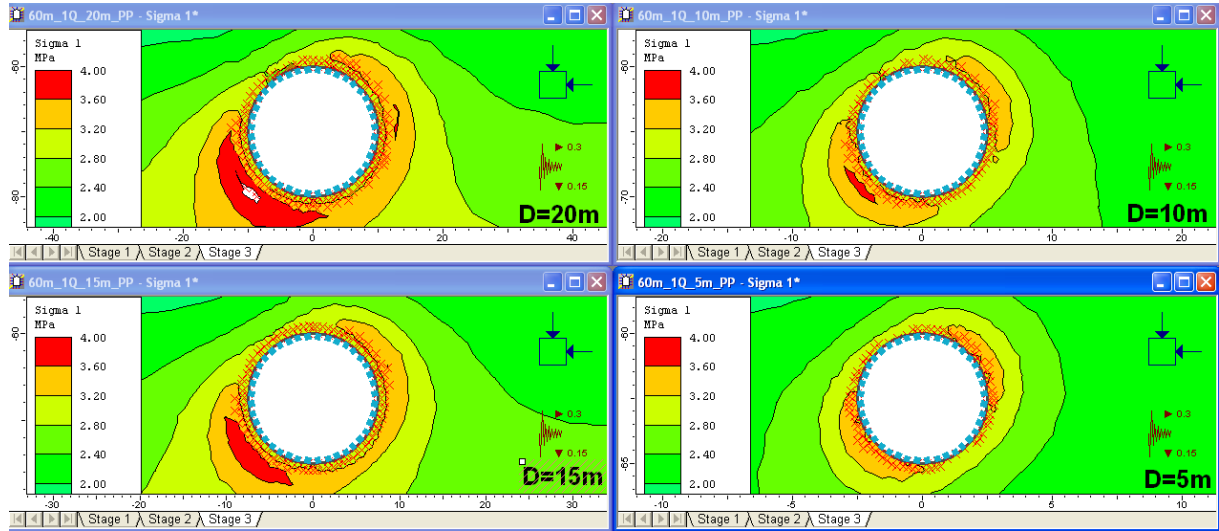 60m_1Q_20m_PP - Sigma 1*
Sigma 1
MPa
4.00
3.60
3.20
2.80
2.40
2.00
-60
-80
0.3
0.15
D=20m
-40 -20 0 20 40
Stage 1 Stage 2 Stage 3
60m_1Q_10m_PP - Sigma 1*
Sigma 1
MPa
4.00
3.60
3.20
2.80
2.40
2.00
-60
-70
0.3
0.15
D=10m
-20 -10 0 10 20
Stage 1 Stage 2 Stage 3
60m_1Q_15m_PP - Sigma 1*
Sigma 1
MPa
4.00
3.60
3.20
2.80
2.40
2.00
-60
0.3
0.15
D=15m
-30 -20 -10 0 10 20 30
Stage 1 Stage 2 Stage 3
60m_1Q_5m_PP - Sigma 1*
Sigma 1
MPa
4.00
3.60
3.20
2.80
2.40
2.00
-60
-65
0.3
0.15
D=5m
-10 -5 0 5 10
Stage 1 Stage 2 Stage 3